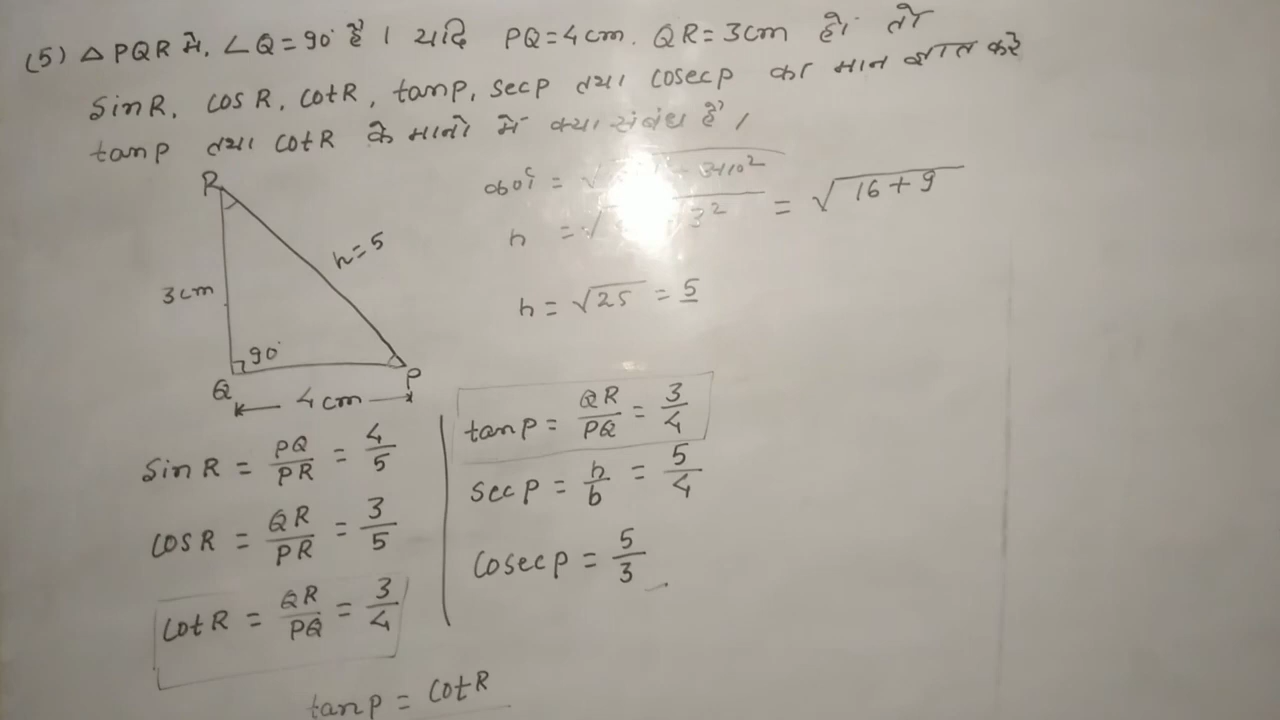 (5) △ PQR मे, ∠Q = 90° है । यदि PQ = 4cm. QR = 3cm हो, तो
sinR, cosR, cotR, tanp, secp तथा cosecp का मान ज्ञात करे
tanp तथा cotR के मानो मे क्या संबंध है ।
R
h = 5
3cm
90°
Q
P
4cm
h = √ 3² = √16 + 9
h = √25 = 5
sinR = PQ/PR = 4/5
cosR = QR/PR = 3/5
cotR = QR/PQ = 3/4
tanp = QR/PQ = 3/4
secp = h/b = 5/4
cosecp = 5/3
tanp = cotR